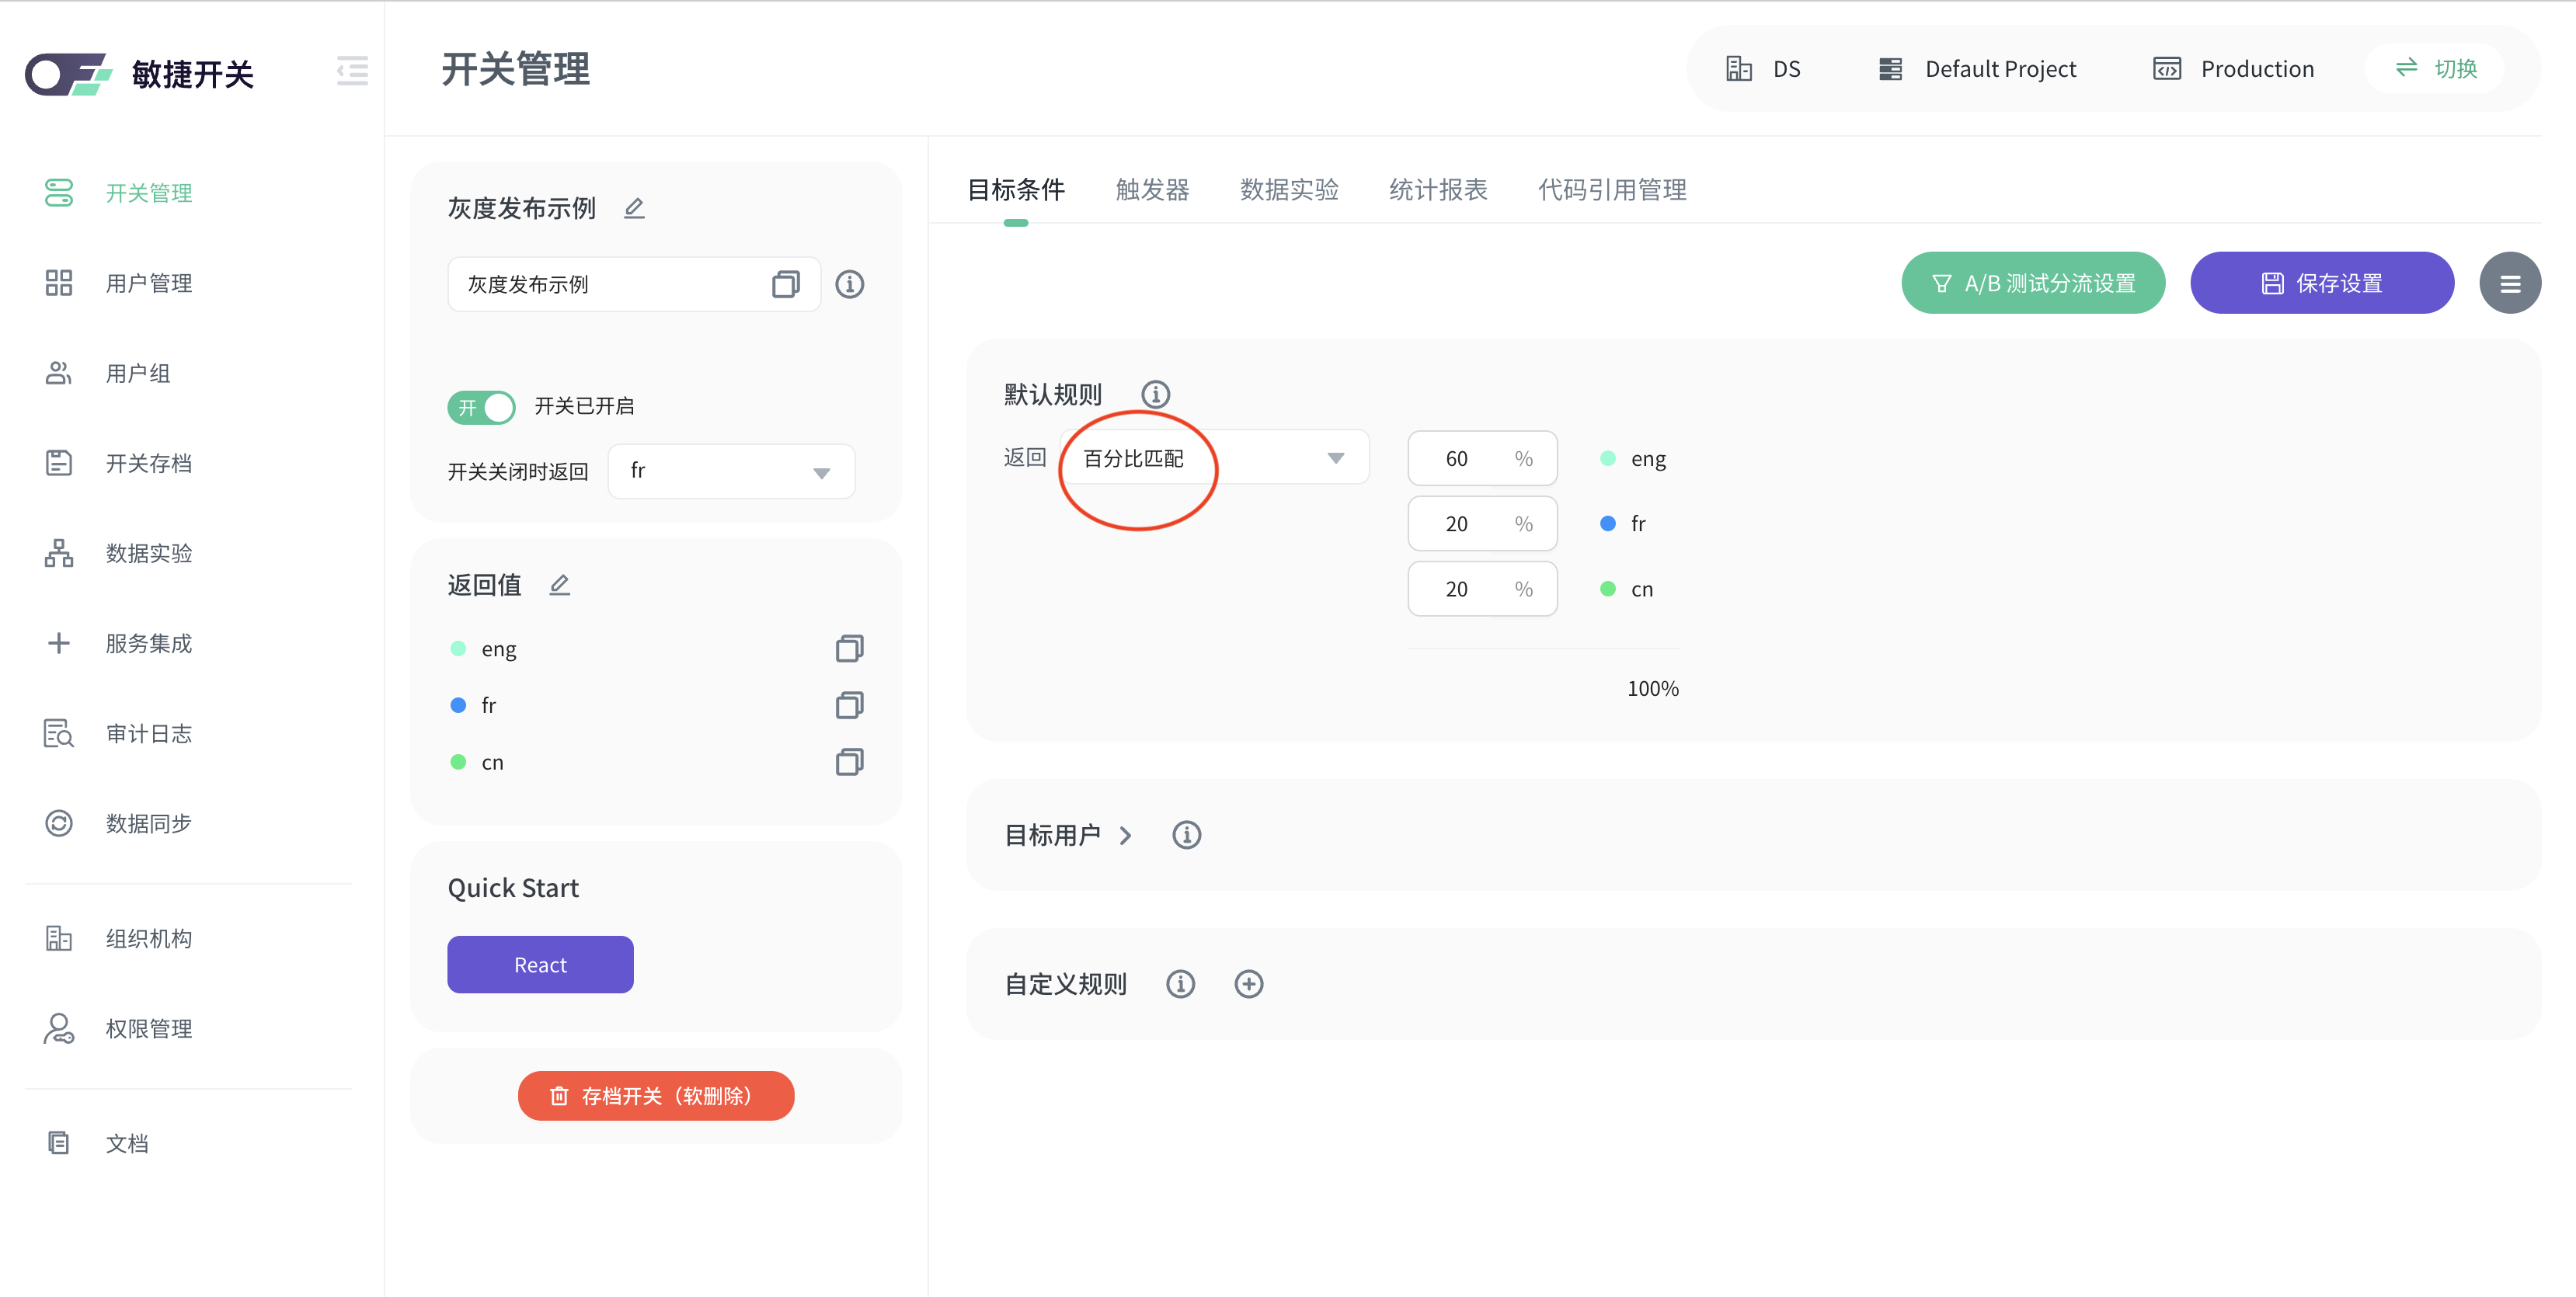 敏捷开关
开关管理
用户管理
用户组
开关存档
数据实验
服务集成
审计日志
数据同步
组织机构
权限管理
文档
开关管理
DS
Default Project
Production
切换
灰度发布示例
灰度发布示例
开
开关已开启
开关关闭时返回
fr
返回值
eng
fr
cn
Quick Start
React
存档开关（软删除）
目标条件
触发器
数据实验
统计报表
代码引用管理
A/B 测试分流设置
保存设置
默认规则
返回
百分比匹配
60 %
eng
20 %
fr
20 %
cn
100%
目标用户
自定义规则